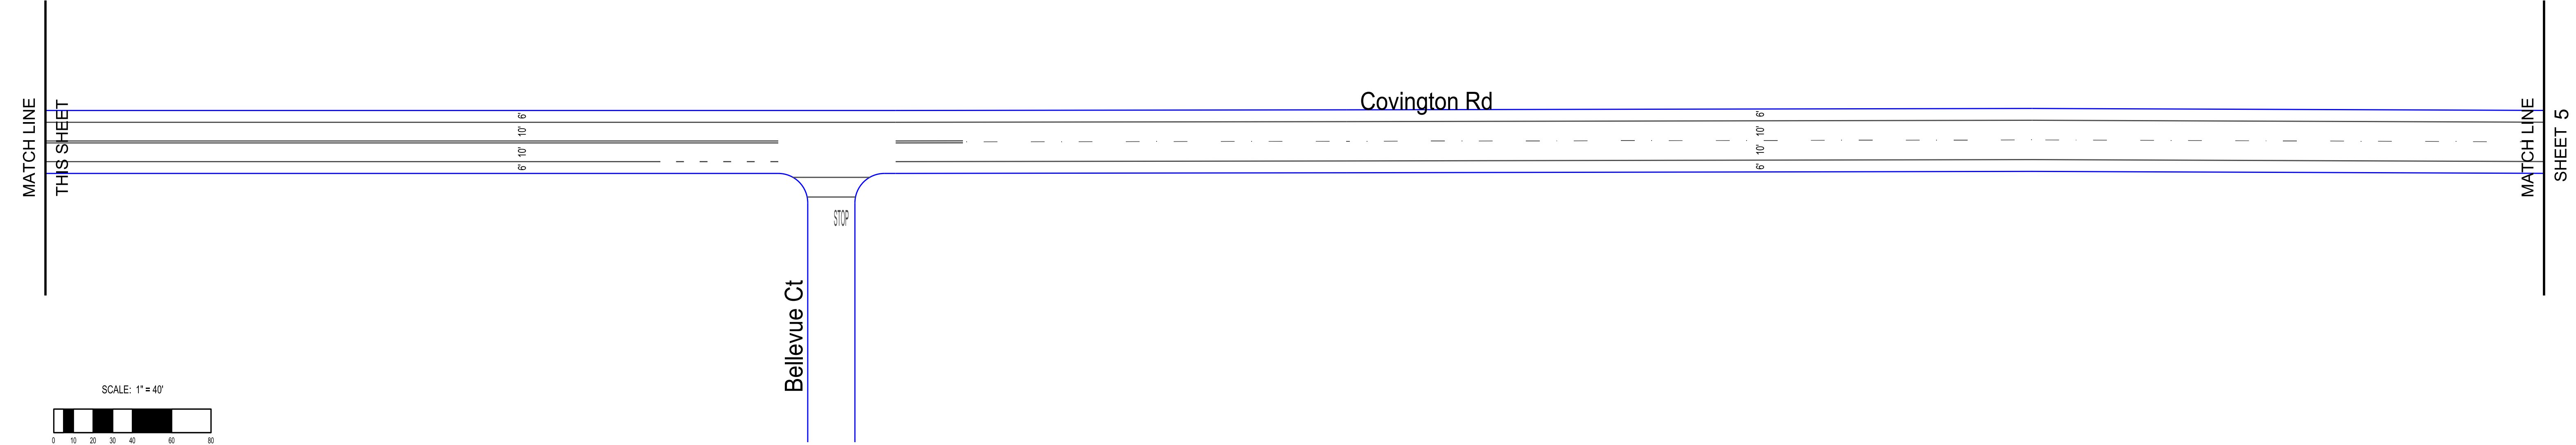 MATCH LINE
THIS SHEET
6'
10'
10'
6'
Covington Rd
6'
10'
10'
6'
MATCH LINE
SHEET 5
STOP
Bellevue Ct
SCALE: 1" = 40'
0 10 20 30 40 60 80